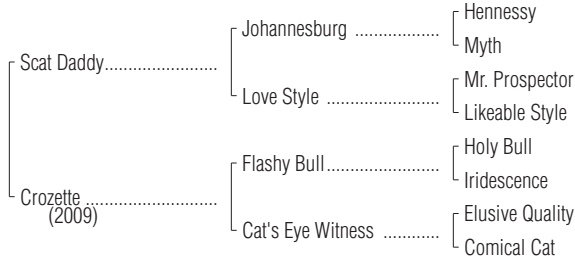 Hennessy
Johannesburg ..................
Myth
Scat Daddy........................
Mr. Prospector
Love Style ........................
Likeable Style
Holy Bull
Flashy Bull........................
Iridescence
Crozette ............................
(2009)
Elusive Quality
Cat's Eye Witness ............
Comical Cat